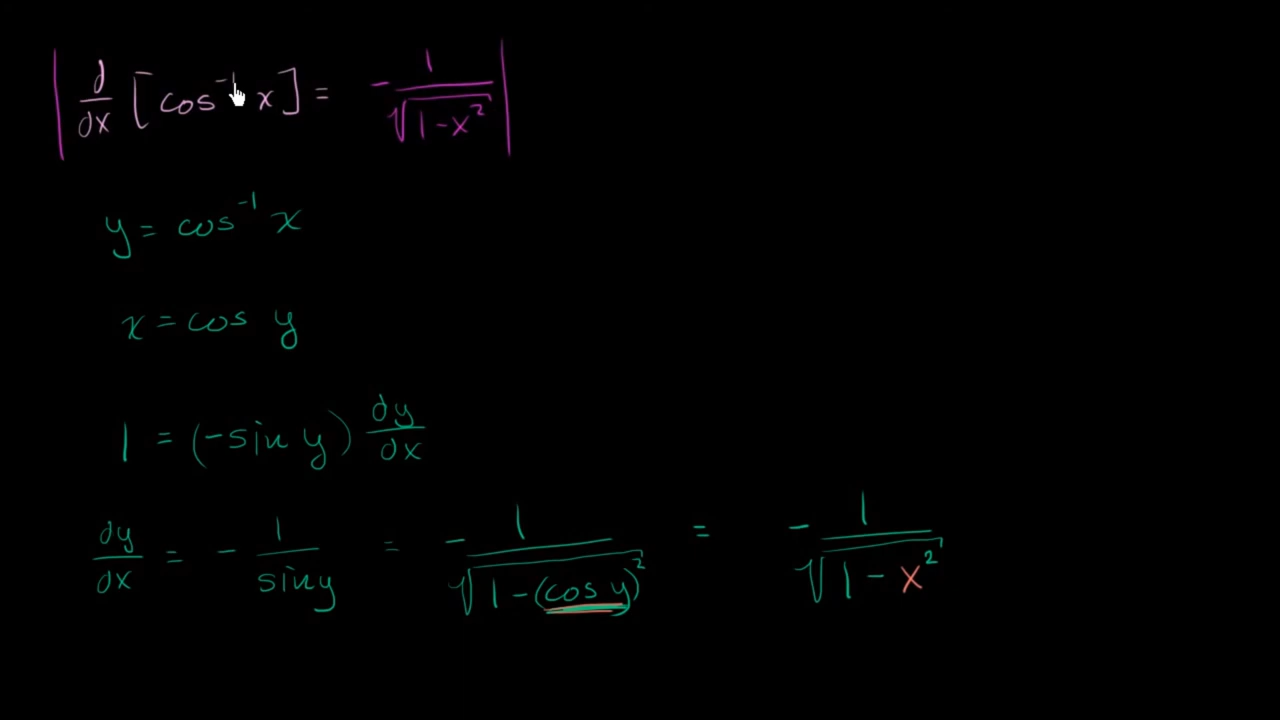 d/dx [cos⁻¹ x] = - 1/√(1-x²)
y = cos⁻¹ x
x = cos y
1 = (-sin y) dy/dx
dy/dx = - 1/sin y = - 1/√(1-(cos y)²) = - 1/√(1-x²)